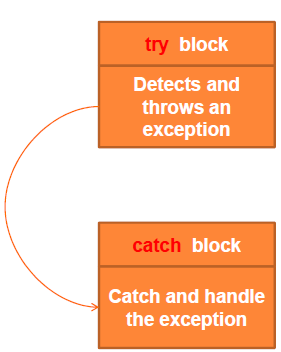 try block
Detects and
throws an
exception
catch block
Catch and handle
the exception